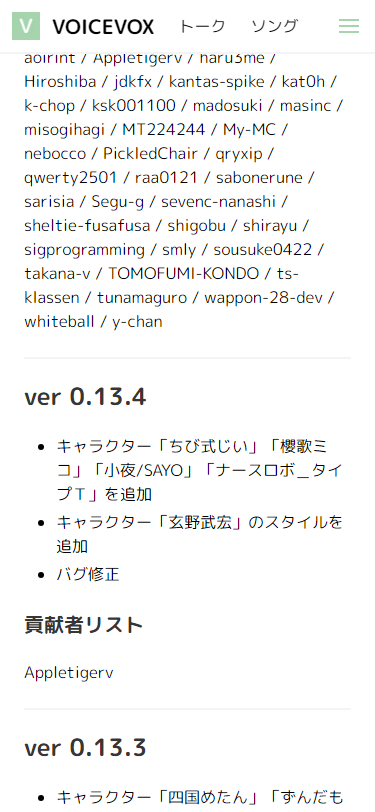 V VOICEVOX トーク ソング
aoirint / Appletigerv / haru3me /
Hiroshiba / jdkfx / kantas-spike / kat0h /
k-chop / ksk001100 / madosuki / masinc /
misogihagi / MT224244 / My-MC /
nebocco / PickledChair / qryxip /
qwerty2501 / raa0121 / sabonerune /
sarisia / Segu-g / sevenc-nanashi /
sheltie-fusafusa / shigobu / shirayu /
sigprogramming / smly / sousuke0422 /
takana-v / TOMOFUMI-KONDO / ts-
klassen / tunamaguro / wappon-28-dev /
whiteball / y-chan
ver 0.13.4
キャラクター「ちび式じい」「櫻歌ミ
コ」「小夜/SAYO」「ナースロボ＿タイ
プＴ」を追加
キャラクター「玄野武宏」のスタイルを
追加
バグ修正
貢献者リスト
Appletigerv
ver 0.13.3
キャラクター「四国めたん」「ずんだも